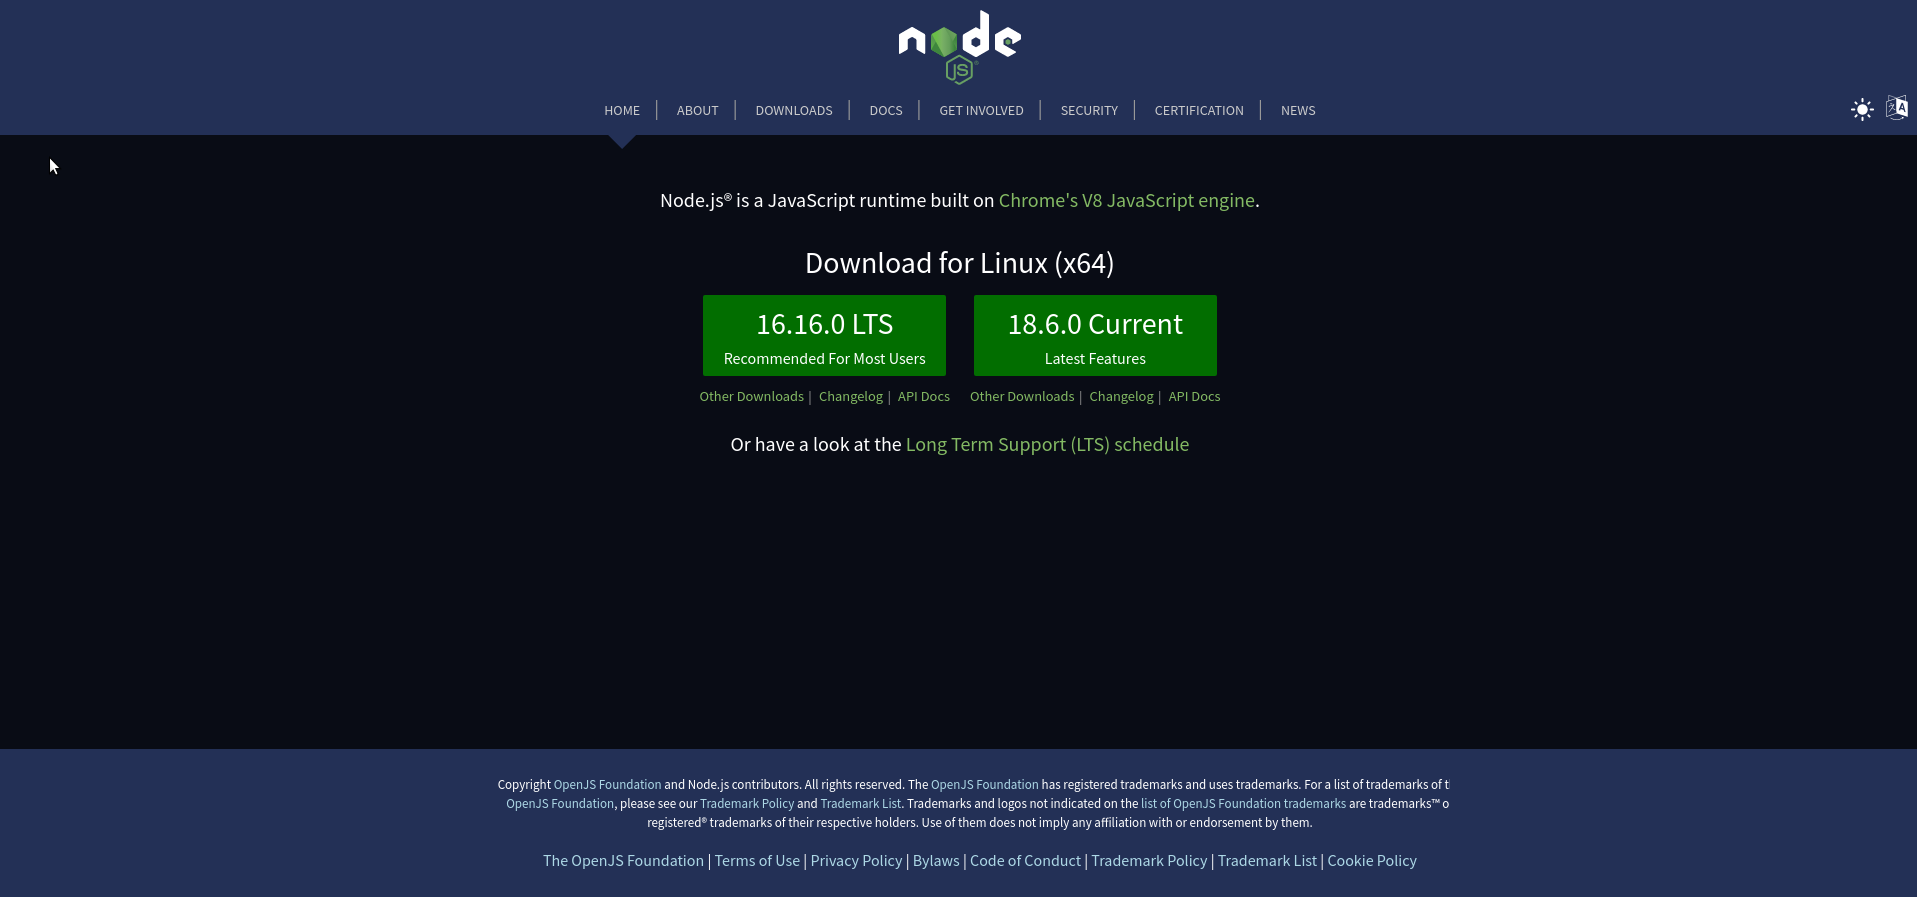 node
JS
HOME | ABOUT | DOWNLOADS | DOCS | GET INVOLVED | SECURITY | CERTIFICATION | NEWS
Node.js® is a JavaScript runtime built on Chrome's V8 JavaScript engine.
Download for Linux (x64)
16.16.0 LTS
Recommended For Most Users
18.6.0 Current
Latest Features
Other Downloads | Changelog | API Docs
Other Downloads | Changelog | API Docs
Or have a look at the Long Term Support (LTS) schedule
Copyright OpenJS Foundation and Node.js contributors. All rights reserved. The OpenJS Foundation has registered trademarks and uses trademarks. For a list of trademarks of t
OpenJS Foundation, please see our Trademark Policy and Trademark List. Trademarks and logos not indicated on the list of OpenJS Foundation trademarks are trademarks™ o
registered® trademarks of their respective holders. Use of them does not imply any affiliation with or endorsement by them.
The OpenJS Foundation | Terms of Use | Privacy Policy | Bylaws | Code of Conduct | Trademark Policy | Trademark List | Cookie Policy